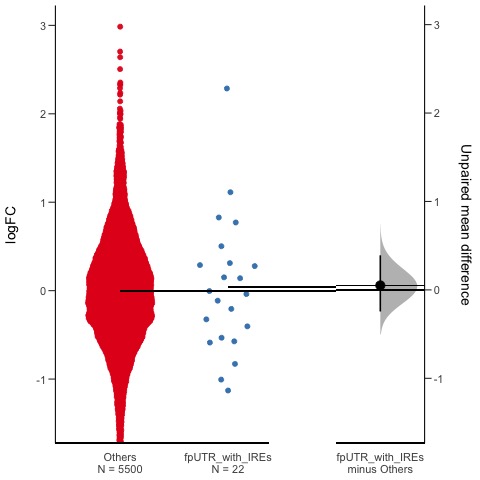 3
2
1
0
-1
logFC
3
2
1
0
-1
Unpaired mean difference
Others
N = 5500
fpUTR_with_IREs
N = 22
fpUTR_with_IREs
minus Others